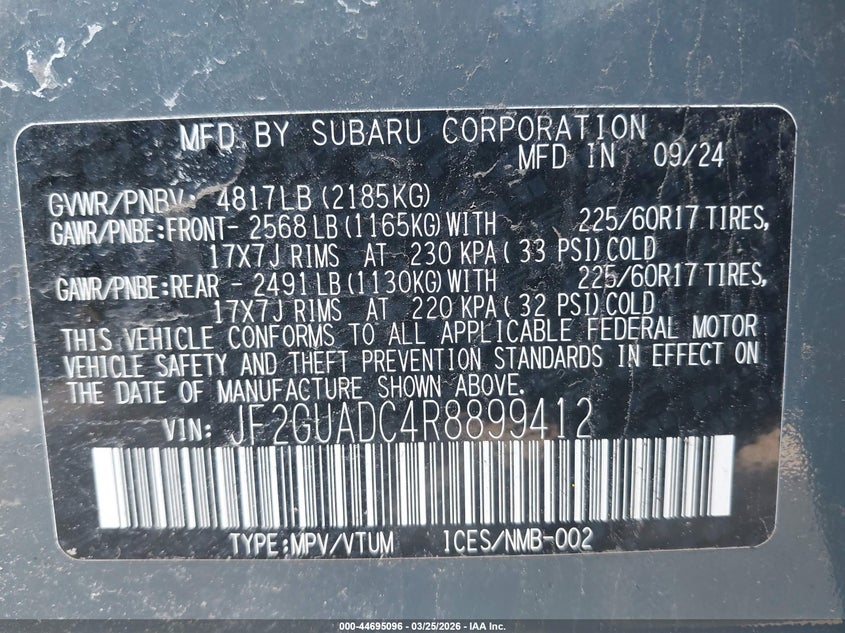 MFD BY SUBARU CORPORATION
MFD IN 09/24
GVWR/PNBV: 4817LB (2185KG)
GAWR/PNBE:FRONT- 2568 LB (1165KG) WITH 225/60R17 TIRES,
17X7J RIMS AT 230 KPA ( 33 PSI) COLD
GAWR/PNBE:REAR - 2491 LB (1130KG) WITH 225/60R17 TIRES,
17X7J RIMS AT 220 KPA ( 32 PSI) COLD
THIS VEHICLE CONFORMS TO ALL APPLICABLE FEDERAL MOTOR
VEHICLE SAFETY AND THEFT PREVENTION STANDARDS IN EFFECT ON
THE DATE OF MANUFACTURE SHOWN ABOVE.
VIN: JF2GUADC4R8899412
TYPE:MPV/VTUM ICES/NMB-002
000-44695096 - 03/25/2026 - IAA Inc.